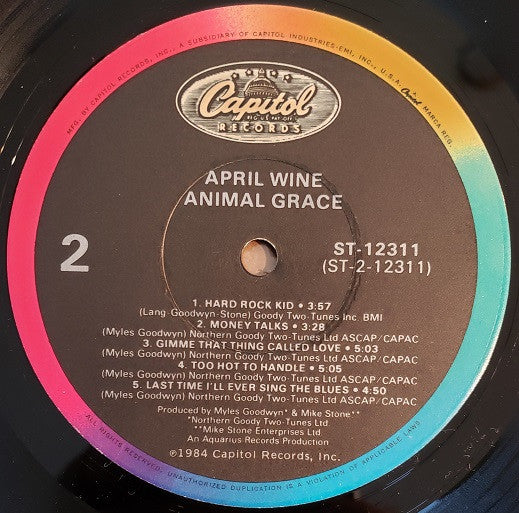 MFG. BY CAPITOL RECORDS, INC., A SUBSIDIARY OF CAPITOL INDUSTRIES-EMI, INC., U.S.A. Capitol MARCA REG.
Capitol
REG. U.S. PAT. OFF.
RECORDS
APRIL WINE
ANIMAL GRACE
2
ST-12311
(ST-2-12311)
1. HARD ROCK KID • 3:57
(Lang-Goodwyn-Stone) Goody Two-Tunes Inc. BMI
2. MONEY TALKS • 3:28
(Myles Goodwyn) Northern Goody Two-Tunes Ltd ASCAP/CAPAC
3. GIMME THAT THING CALLED LOVE • 5:03
(Myles Goodwyn) Northern Goody Two-Tunes Ltd ASCAP/CAPAC
4. TOO HOT TO HANDLE • 5:05
(Myles Goodwyn) Northern Goody Two-Tunes Ltd ASCAP/CAPAC
5. LAST TIME I'LL EVER SING THE BLUES • 4:50
(Myles Goodwyn) Northern Goody Two-Tunes Ltd ASCAP/CAPAC
Produced by Myles Goodwyn* & Mike Stone**
*Northern Goody Two-Tunes Ltd.
**Mike Stone Enterprises Ltd.
An Aquarius Records Production
℗1984 Capitol Records, Inc.
ALL RIGHTS RESERVED. UNAUTHORIZED DUPLICATION IS A VIOLATION OF APPLICABLE LAWS